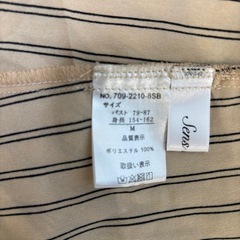 NO. 709-2210-8SB
サイズ
バスト 79-87
身長 154-162
M
品質表示
ポリエステル 100%
取扱い表示
Sens